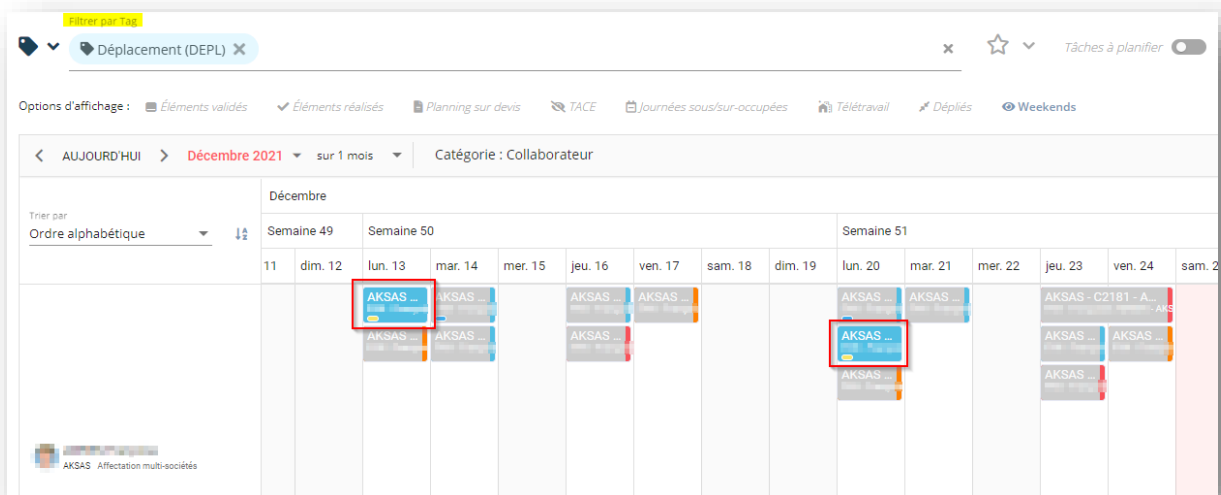 Filtrer par Tag
Déplacement (DEPL)
Tâches à planifier
Options d'affichage : Éléments validés Éléments réalisés Planning sur devis TACE Journées sous/sur-occupées Télétravail Dépliés Weekends
AUJOURD'HUI Décembre 2021 sur 1 mois Catégorie : Collaborateur
Décembre
Trier par
Ordre alphabétique
Semaine 49 Semaine 50 Semaine 51
11 dim. 12 lun. 13 mar. 14 mer. 15 jeu. 16 ven. 17 sam. 18 dim. 19 lun. 20 mar. 21 mer. 22 jeu. 23 ven. 24 sam. 2
AKSAS ... AKSAS ... AKSAS ... AKSAS ... AKSAS ... AKSAS ... AKSAS - C2181 - A...
- AKS
AKSAS ... AKSAS ... AKSAS ... AKSAS ... AKSAS ... AKSAS ...
AKSAS ... AKSAS ...
AKSAS Affectation multi-sociétés